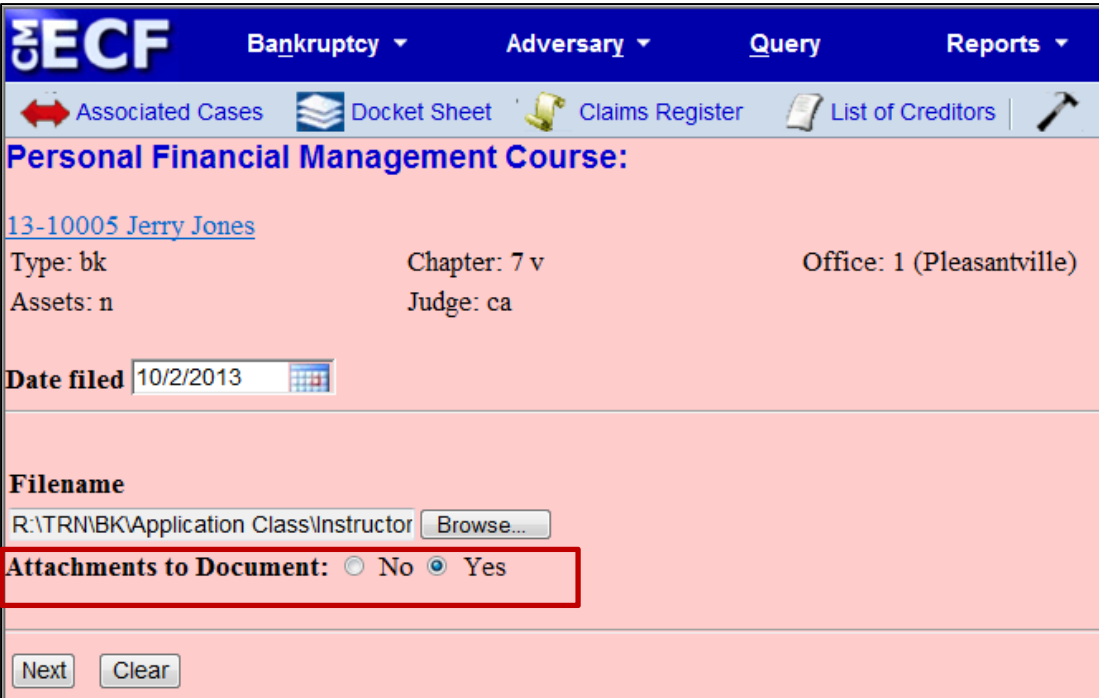 CM ECF Bankruptcy Adversary Query Reports
Associated Cases Docket Sheet Claims Register List of Creditors
Personal Financial Management Course:
13-10005 Jerry Jones
Type: bk Chapter: 7 v Office: 1 (Pleasantville)
Assets: n Judge: ca
Date filed 10/2/2013
Filename
R:\TRN\BK\Application Class\Instructor Browse...
Attachments to Document: No Yes
Next Clear